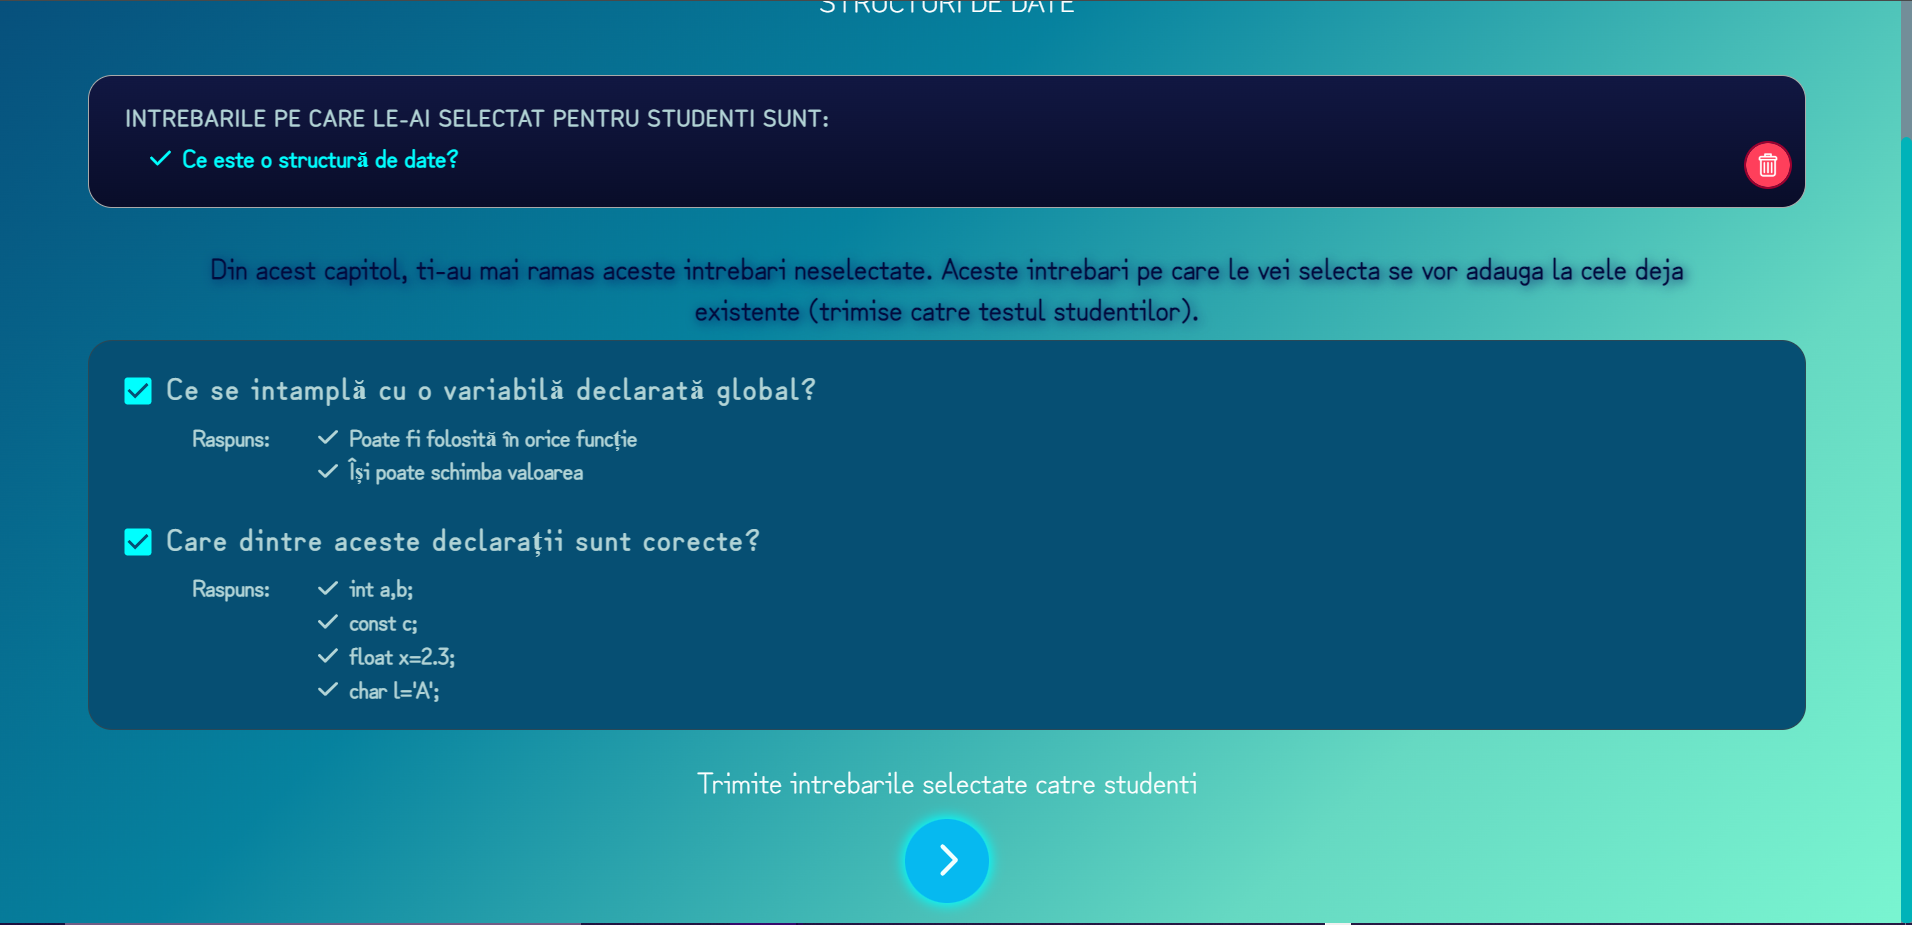 STRUCTURI DE DATE
INTREBARILE PE CARE LE-AI SELECTAT PENTRU STUDENTI SUNT:
Ce este o structură de date?
Din acest capitol, ti-au mai ramas aceste intrebari neselectate. Aceste intrebari pe care le vei selecta se vor adauga la cele deja
existente (trimise catre testul studentilor).
Ce se intamplă cu o variabilă declarată global?
Raspuns: Poate fi folosită în orice funcție
Își poate schimba valoarea
Care dintre aceste declarații sunt corecte?
Raspuns: int a,b;
const c;
float x=2.3;
char l='A';
Trimite intrebarile selectate catre studenti